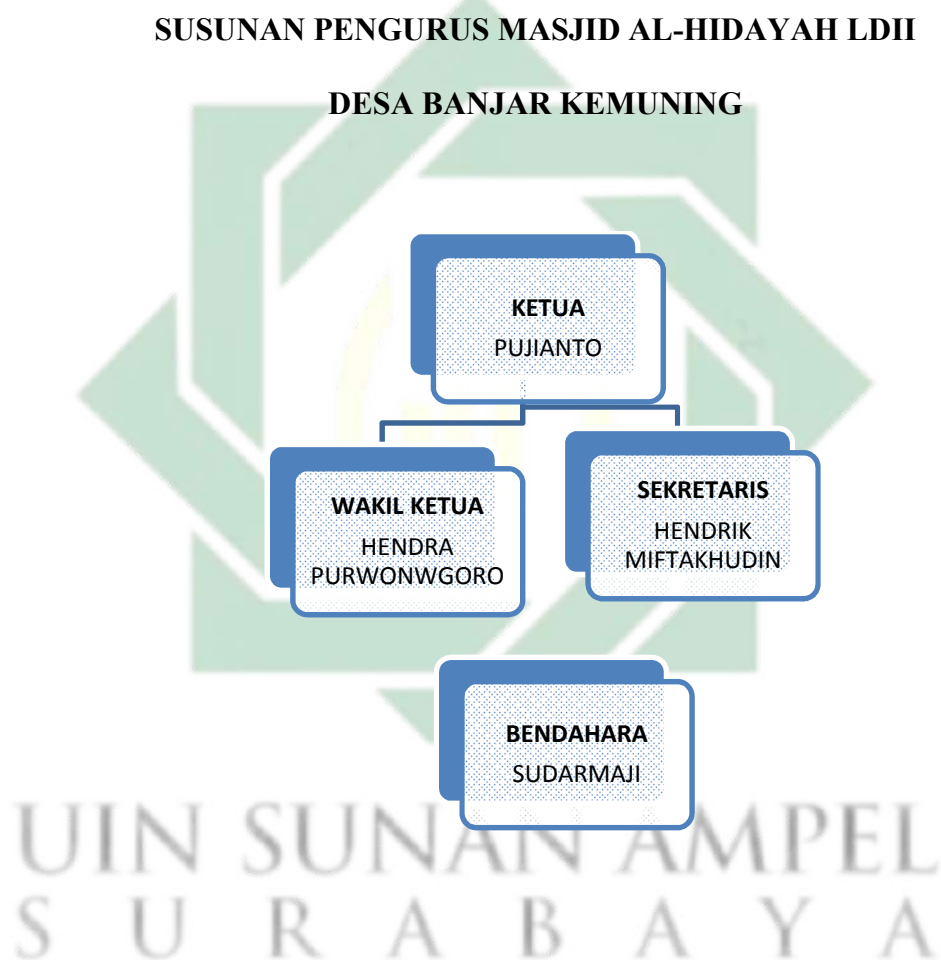 SUSUNAN PENGURUS MASJID AL-HIDAYAH LDII
DESA BANJAR KEMUNING
KETUA
PUJIANTO
WAKIL KETUA
HENDRA
PURWONWGORO
SEKRETARIS
HENDRIK
MIFTAKHUDIN
BENDAHARA
SUDARMAJI
UIN SUNAN AMPEL
S U R A B A Y A